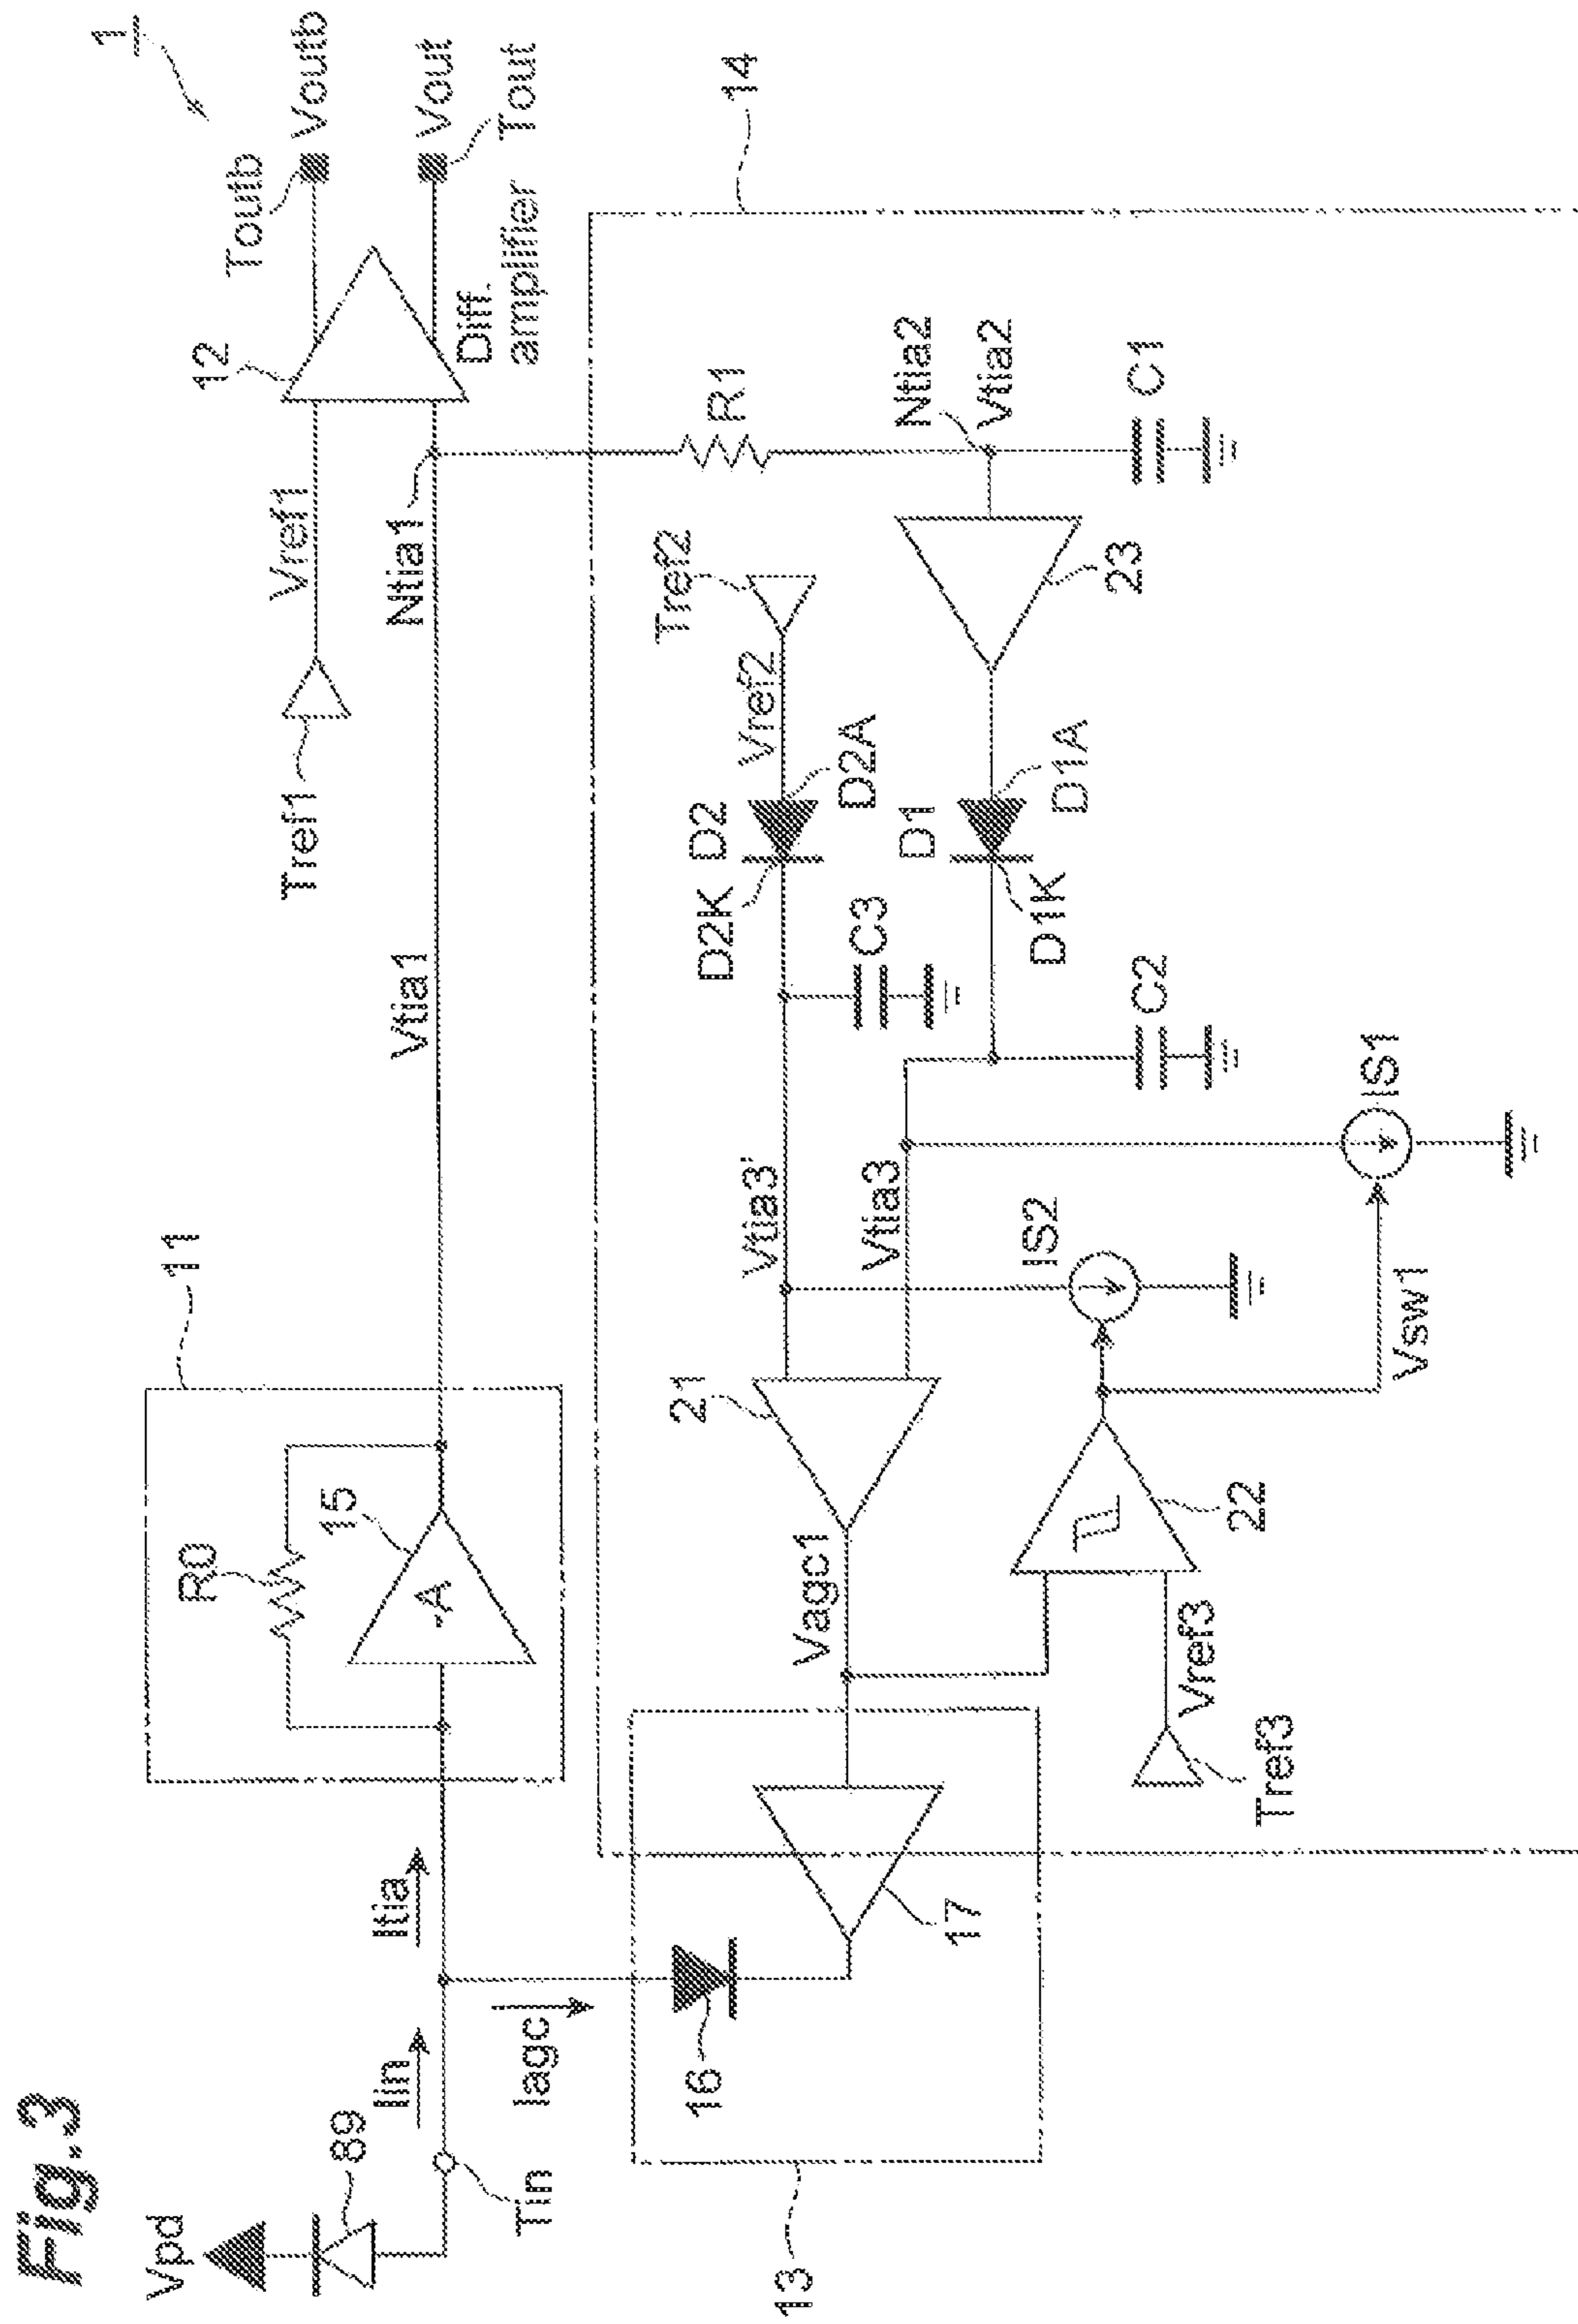 Fig.3
1
Vpd
89
Tin
Iin
Itia
Iagc
11
R0
15
-A
Vtia1
Ntia1
Tref1
Vref1
12
Diff.
amplifier
Toutb
Voutb
Vout
Tout
13
16
17
14
Vagc1
21
Vtia3'
Vtia3
D2K
D2
D2A
Vref2
Tref2
C3
D1
D1K
D1A
23
R1
Ntia2
Vtia2
C1
C2
IS2
IS1
22
Vsw1
Vref3
Tref3